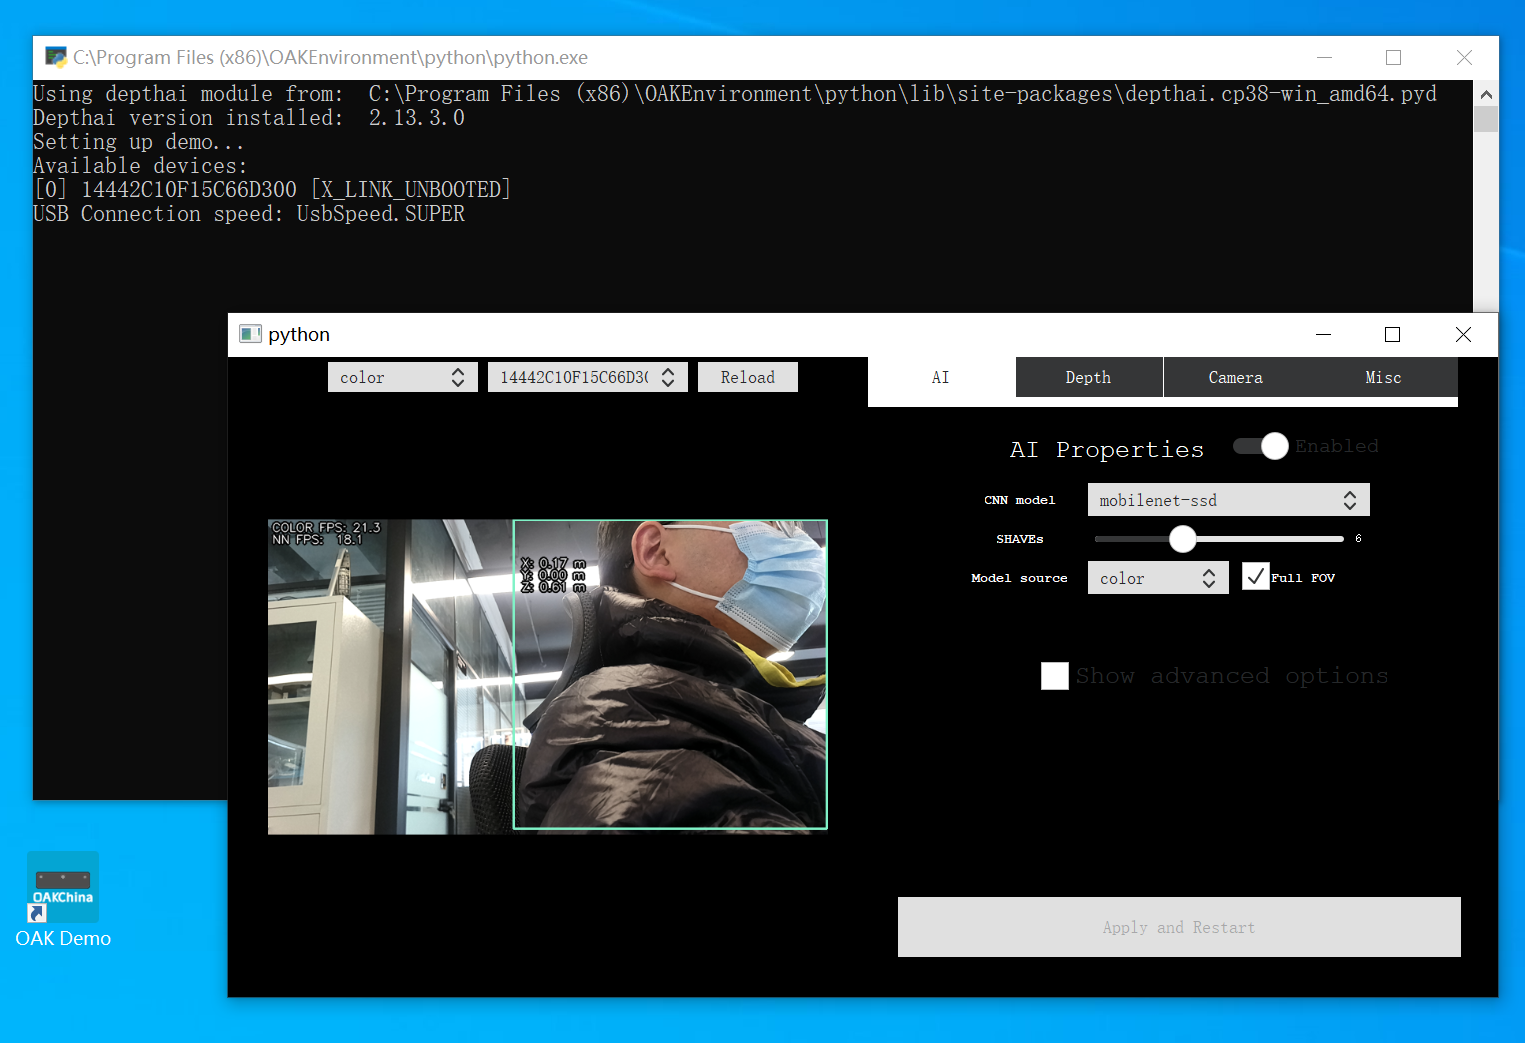 C:\Program Files (x86)\OAKEnvironment\python\python.exe
Using depthai module from:  C:\Program Files (x86)\OAKEnvironment\python\lib\site-packages\depthai.cp38-win_amd64.pyd
Depthai version installed:  2.13.3.0
Setting up demo...
Available devices:
[0] 14442C10F15C66D300 [X_LINK_UNBOOTED]
USB Connection speed: UsbSpeed.SUPER
python
color
14442C10F15C66D30
Reload
AI
Depth
Camera
Misc
AI Properties
Enabled
CNN model
mobilenet-ssd
SHAVEs
6
Model source
color
Full FOV
COLOR FPS: 21.3
NN FPS: 18.1
X: 0.17 m
Y: 0.00 m
Z: 0.61 m
Show advanced options
Apply and Restart
OAKChina
OAK Demo